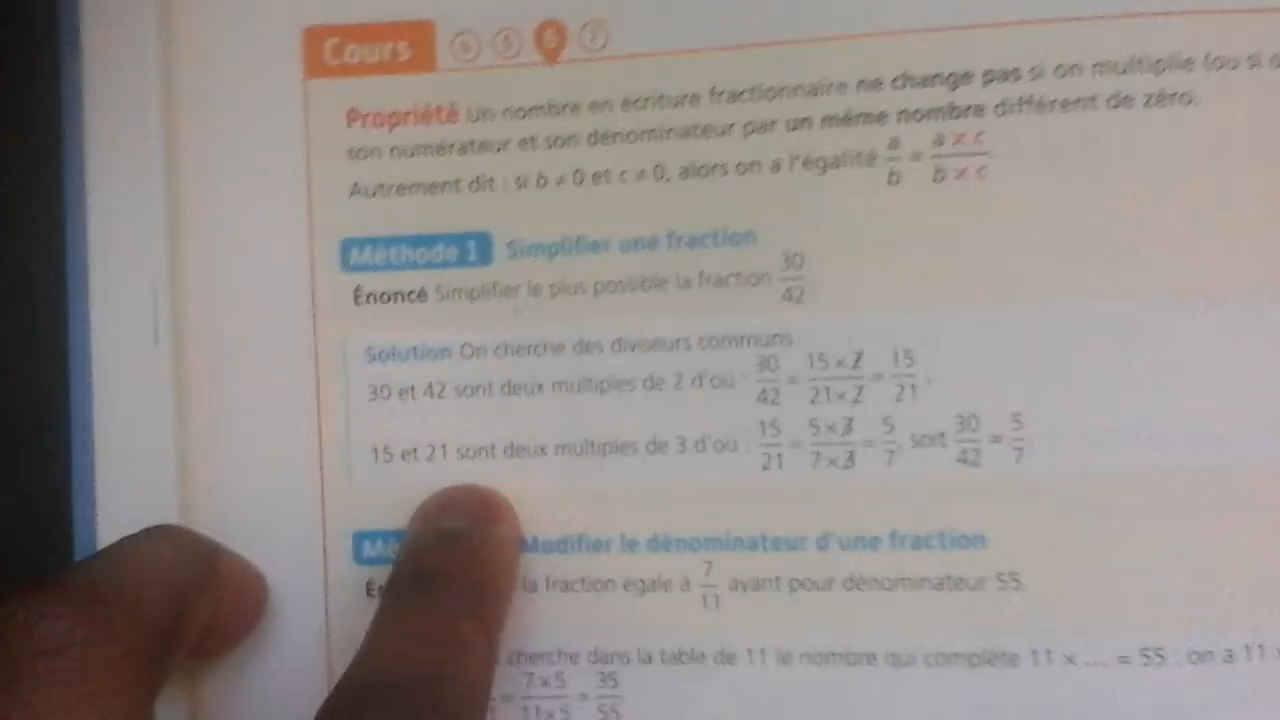 Cours 4 5 6 7
Propriété Un nombre en écriture fractionnaire ne change pas si on multiplie (ou si
son numérateur et son dénominateur par un même nombre différent de zéro.
Autrement dit : si b ≠ 0 et c ≠ 0, alors on a l'égalité a/b = a × c / b × c
Méthode 1 Simplifier une fraction
Énoncé Simplifier le plus possible la fraction 30/42
Solution On cherche des diviseurs communs
30 et 42 sont deux multiples de 2 d'où : 30/42 = 15 × 2 / 21 × 2 = 15/21.
15 et 21 sont deux multiples de 3 d'où : 15/21 = 5 × 3 / 7 × 3 = 5/7, soit 30/42 = 5/7
Modifier le dénominateur d'une fraction
la fraction égale à 7/11 ayant pour dénominateur 55.
cherche dans la table de 11 le nombre qui complète 11 × ... = 55 : on a 11
= 7 × 5 / 11 × 5 = 35/55